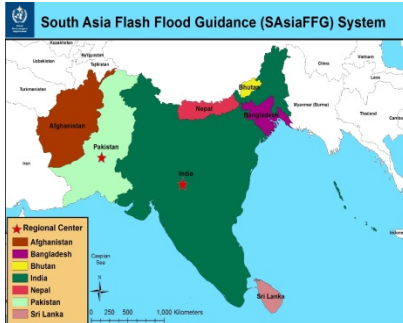 South Asia Flash Flood Guidance (SAsiaFFG) System
Kazakhstan
Uzbekistan
Kyrgyzstan
Tajikistan
Turkmenistan
China
Vietnam
Laos
Bhutan
Nepal
Bangladesh
Afghanistan
Myanmar (Burma)
Thailand
Iran
Pakistan
India
Regional Center
Afghanistan
Bangladesh
Bhutan
India
Nepal
Pakistan
Sri Lanka
Caspian
Sea
N
0 250 500 1,000 Kilometers
Sri Lanka